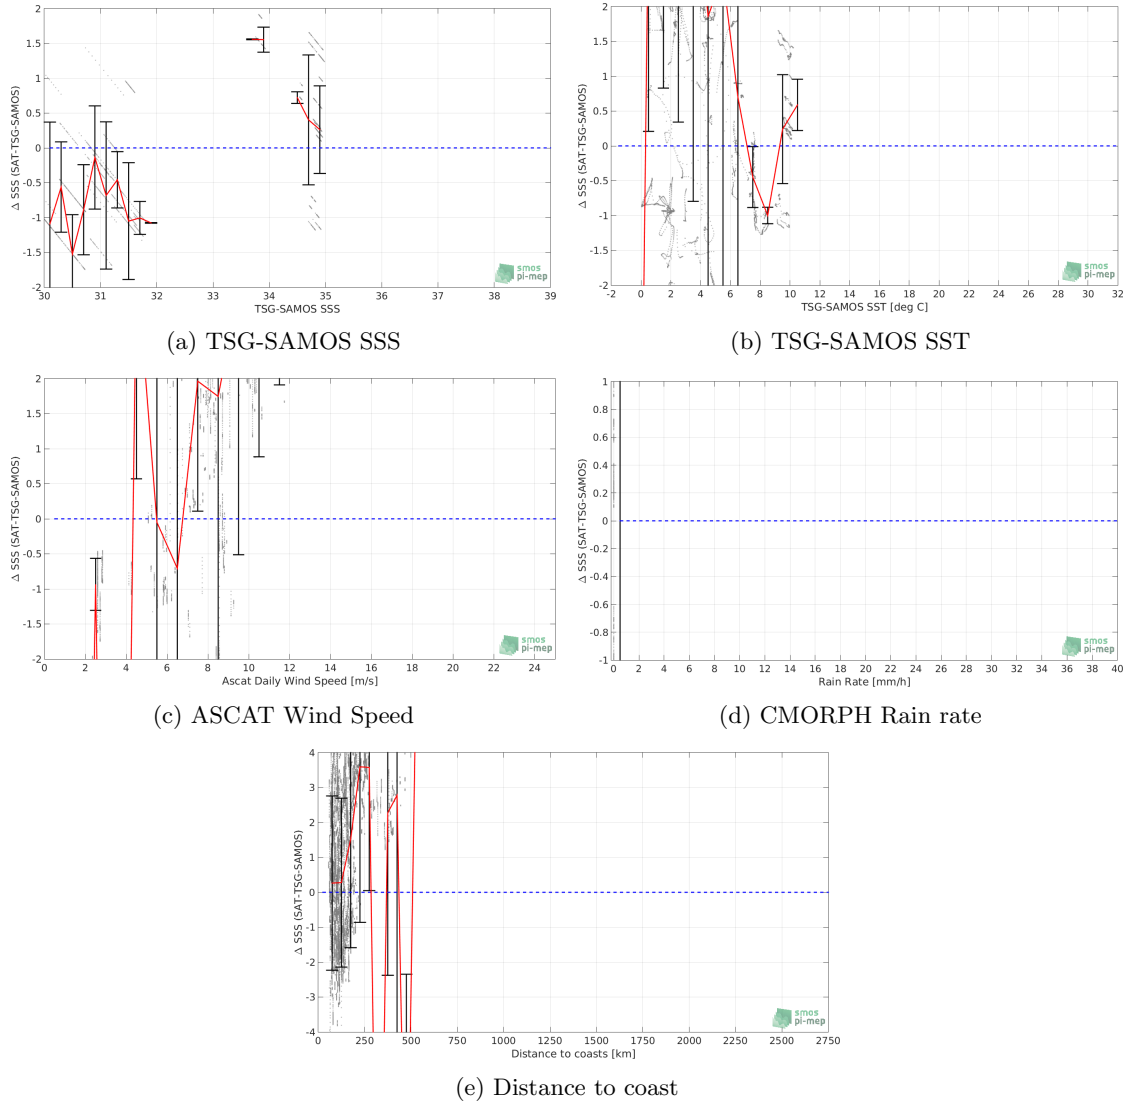 2
1.5
1
0.5
0
-0.5
-1
-1.5
-2
Δ SSS (SAT-TSG-SAMOS)
30 31 32 33 34 35 36 37 38 39
TSG-SAMOS SSS
smos
pi-mep
(a) TSG-SAMOS SSS
2
1.5
1
0.5
0
-0.5
-1
-1.5
-2
Δ SSS (SAT-TSG-SAMOS)
-2 0 2 4 6 8 10 12 14 16 18 20 22 24 26 28 30 32
TSG-SAMOS SST [deg C]
smos
pi-mep
(b) TSG-SAMOS SST
2
1.5
1
0.5
0
-0.5
-1
-1.5
-2
Δ SSS (SAT-TSG-SAMOS)
0 2 4 6 8 10 12 14 16 18 20 22 24
Ascat Daily Wind Speed [m/s]
smos
pi-mep
(c) ASCAT Wind Speed
1
0.8
0.6
0.4
0.2
0
-0.2
-0.4
-0.6
-0.8
-1
Δ SSS (SAT-TSG-SAMOS)
0 2 4 6 8 10 12 14 16 18 20 22 24 26 28 30 32 34 36 38 40
Rain Rate [mm/h]
smos
pi-mep
(d) CMORPH Rain rate
4
3
2
1
0
-1
-2
-3
-4
Δ SSS (SAT-TSG-SAMOS)
0 250 500 750 1000 1250 1500 1750 2000 2250 2500 2750
Distance to coasts [km]
smos
pi-mep
(e) Distance to coast